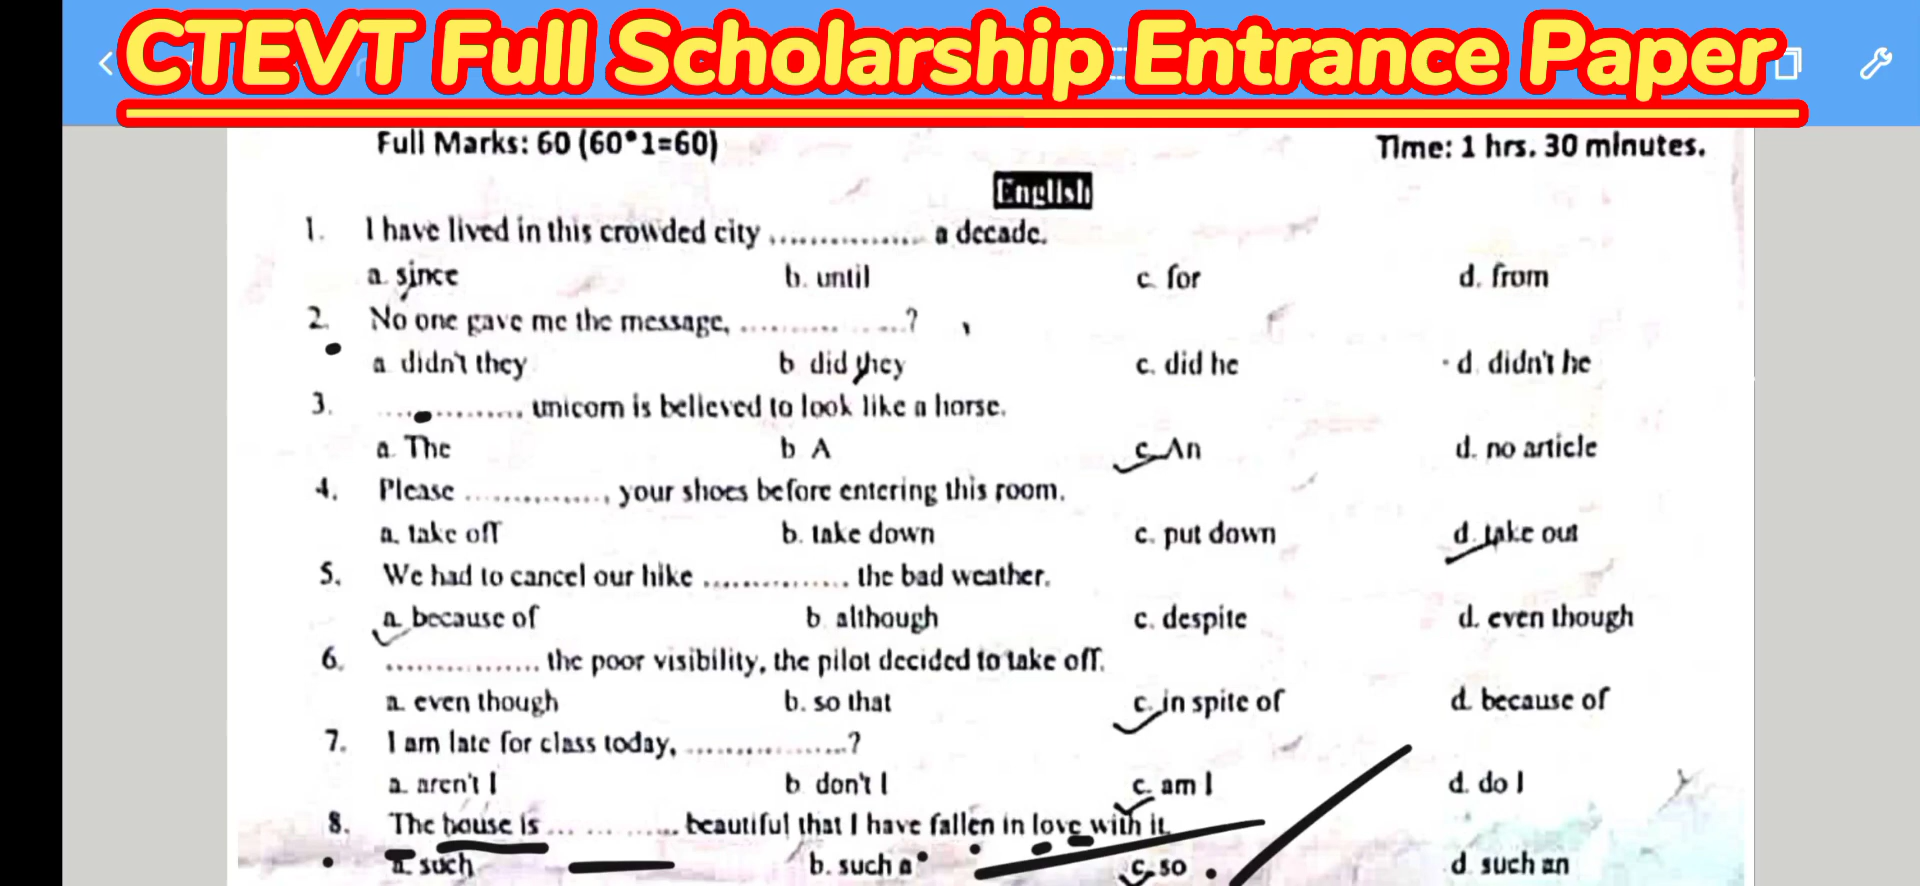 CTEVT Full Scholarship Entrance Paper
Full Marks: 60 (60*1=60) Time: 1 hrs. 30 minutes.
English
1. I have lived in this crowded city ............... a decade.
a. since b. until c. for d. from
2. No one gave me the message, ................?
a. didn't they b. did they c. did he d. didn't he
3. ............... unicorn is believed to look like a horse.
a. The b. A c. An d. no article
4. Please ..............., your shoes before entering this room.
a. take off b. take down c. put down d. take out
5. We had to cancel our hike ............... the bad weather.
a. because of b. although c. despite d. even though
6. ................ the poor visibility, the pilot decided to take off.
a. even though b. so that c. in spite of d. because of
7. I am late for class today, ................?
a. aren't I b. don't I c. am I d. do I
8. The house is ............... beautiful that I have fallen in love with it.
a. such b. such a c. so d. such an